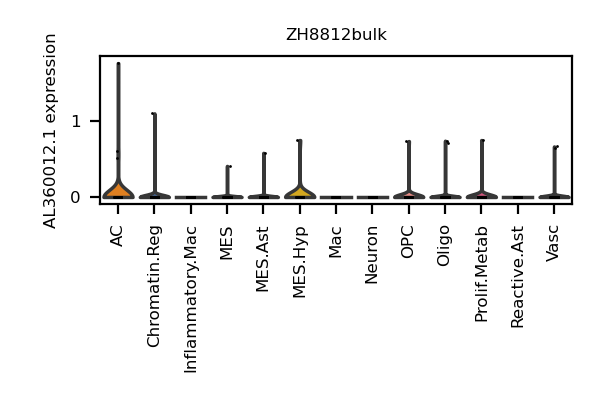 ZH8812bulk
AL360012.1 expression
1
0
AC
Chromatin.Reg
Inflammatory.Mac
MES
MES.Ast
MES.Hyp
Mac
Neuron
OPC
Oligo
Prolif.Metab
Reactive.Ast
Vasc